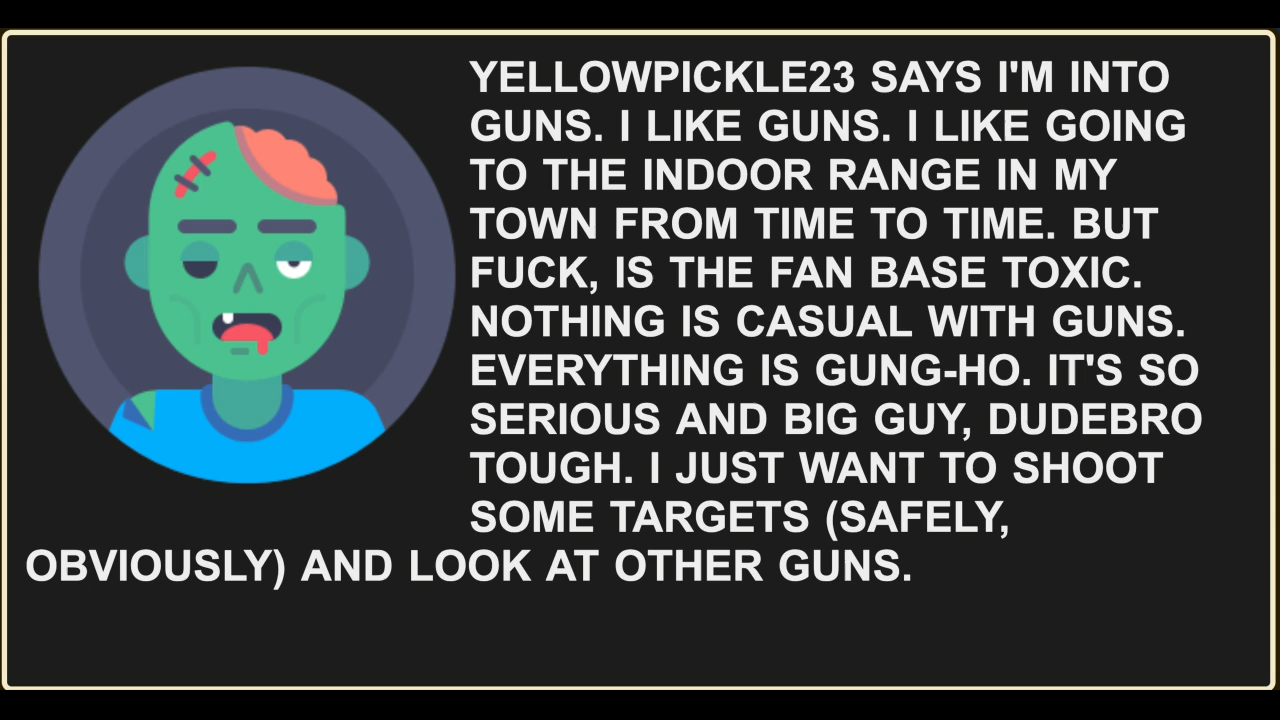 YELLOWPICKLE23 SAYS I'M INTO
GUNS. I LIKE GUNS. I LIKE GOING
TO THE INDOOR RANGE IN MY
TOWN FROM TIME TO TIME. BUT
FUCK, IS THE FAN BASE TOXIC.
NOTHING IS CASUAL WITH GUNS.
EVERYTHING IS GUNG-HO. IT'S SO
SERIOUS AND BIG GUY, DUDEBRO
TOUGH. I JUST WANT TO SHOOT
SOME TARGETS (SAFELY,
OBVIOUSLY) AND LOOK AT OTHER GUNS.